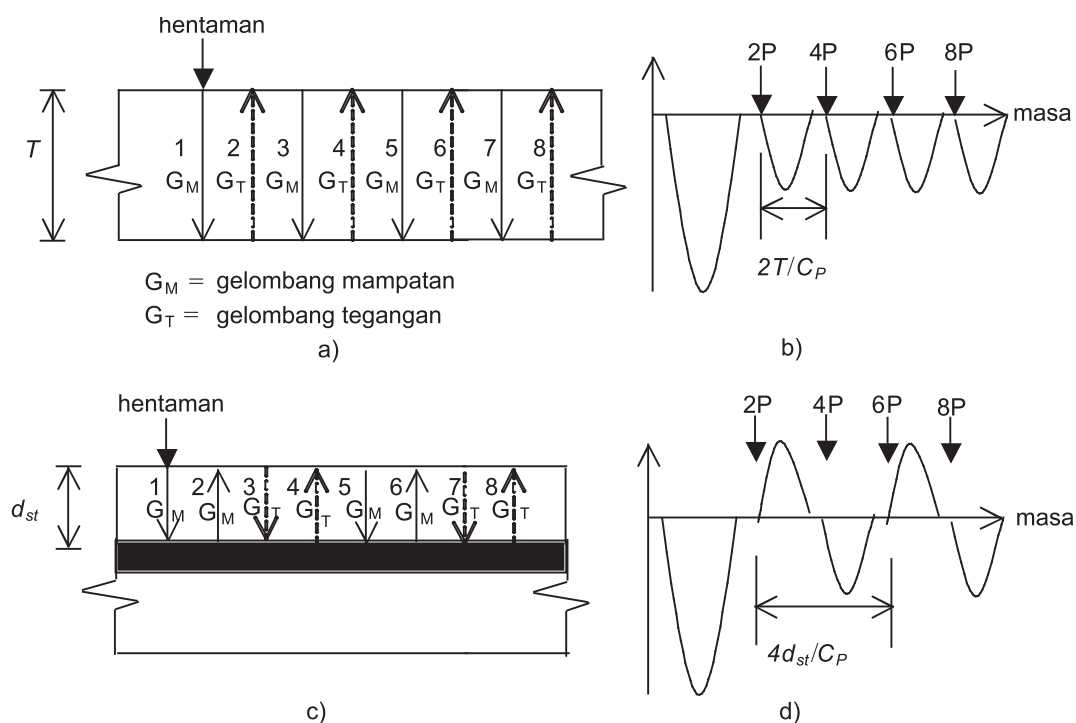 hentaman
T
1 2 3 4 5 6 7 8
G_M G_T G_M G_T G_M G_T G_M G_T
G_M = gelombang mampatan
G_T = gelombang tegangan
a)
2P 4P 6P 8P
masa
2T/C_P
b)
hentaman
d_st
1 2 3 4 5 6 7 8
G_M G_M G_T G_T G_M G_M G_T G_T
c)
2P 4P 6P 8P
masa
4d_st/C_P
d)